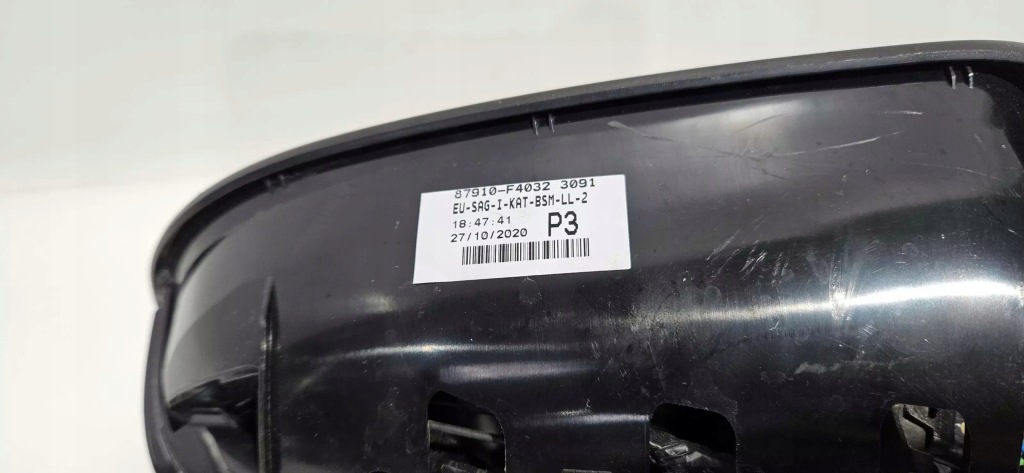 87910-F4032 3091
EU-SAG-I-KAT-BSM-LL-2
18:47:41
27/10/2020 P3